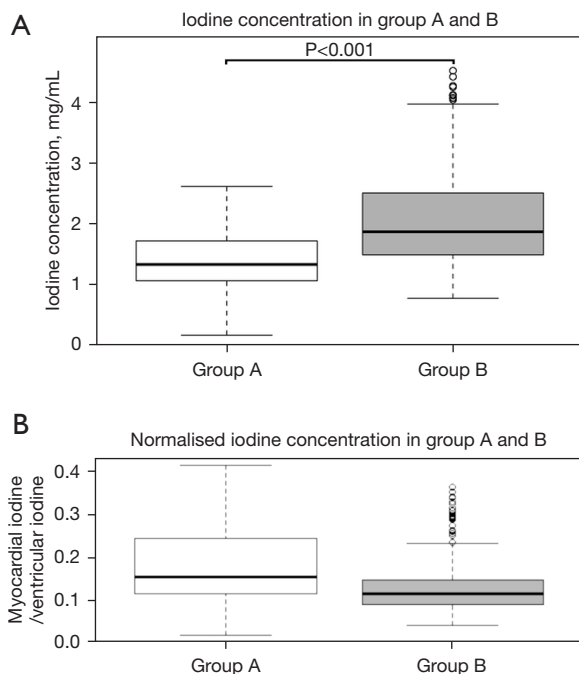 A
Iodine concentration in group A and B
P<0.001
Iodine concentration, mg/mL
4
3
2
1
0
Group A
Group B
B
Normalised iodine concentration in group A and B
Myocardial iodine
/ventricular iodine
0.4
0.3
0.2
0.1
0.0
Group A
Group B